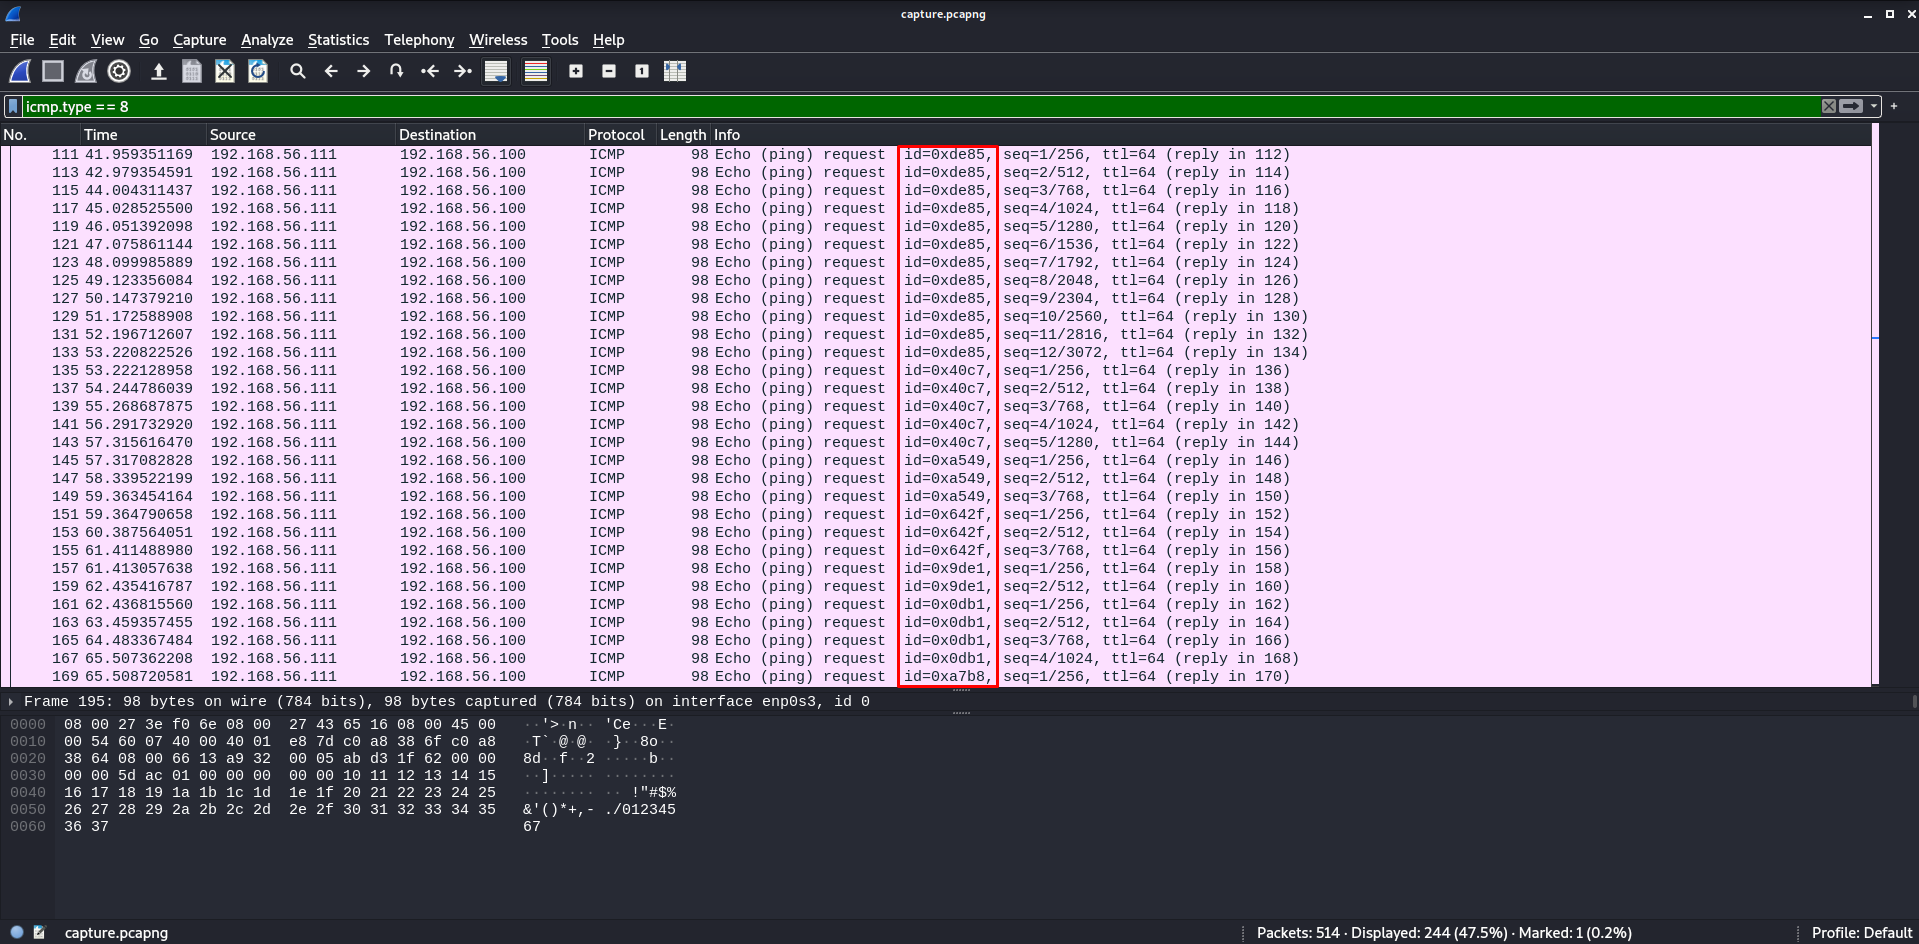 capture.pcapng
File Edit View Go Capture Analyze Statistics Telephony Wireless Tools Help
icmp.type == 8
No. Time Source Destination Protocol Length Info
111 41.959351169 192.168.56.111 192.168.56.100 ICMP 98 Echo (ping) request id=0xde85, seq=1/256, ttl=64 (reply in 112)
113 42.979354591 192.168.56.111 192.168.56.100 ICMP 98 Echo (ping) request id=0xde85, seq=2/512, ttl=64 (reply in 114)
115 44.004311437 192.168.56.111 192.168.56.100 ICMP 98 Echo (ping) request id=0xde85, seq=3/768, ttl=64 (reply in 116)
117 45.028525500 192.168.56.111 192.168.56.100 ICMP 98 Echo (ping) request id=0xde85, seq=4/1024, ttl=64 (reply in 118)
119 46.051392098 192.168.56.111 192.168.56.100 ICMP 98 Echo (ping) request id=0xde85, seq=5/1280, ttl=64 (reply in 120)
121 47.075861144 192.168.56.111 192.168.56.100 ICMP 98 Echo (ping) request id=0xde85, seq=6/1536, ttl=64 (reply in 122)
123 48.099985889 192.168.56.111 192.168.56.100 ICMP 98 Echo (ping) request id=0xde85, seq=7/1792, ttl=64 (reply in 124)
125 49.123356084 192.168.56.111 192.168.56.100 ICMP 98 Echo (ping) request id=0xde85, seq=8/2048, ttl=64 (reply in 126)
127 50.147379210 192.168.56.111 192.168.56.100 ICMP 98 Echo (ping) request id=0xde85, seq=9/2304, ttl=64 (reply in 128)
129 51.172588908 192.168.56.111 192.168.56.100 ICMP 98 Echo (ping) request id=0xde85, seq=10/2560, ttl=64 (reply in 130)
131 52.196712607 192.168.56.111 192.168.56.100 ICMP 98 Echo (ping) request id=0xde85, seq=11/2816, ttl=64 (reply in 132)
133 53.220822526 192.168.56.111 192.168.56.100 ICMP 98 Echo (ping) request id=0xde85, seq=12/3072, ttl=64 (reply in 134)
135 53.222128958 192.168.56.111 192.168.56.100 ICMP 98 Echo (ping) request id=0x40c7, seq=1/256, ttl=64 (reply in 136)
137 54.244786039 192.168.56.111 192.168.56.100 ICMP 98 Echo (ping) request id=0x40c7, seq=2/512, ttl=64 (reply in 138)
139 55.268687875 192.168.56.111 192.168.56.100 ICMP 98 Echo (ping) request id=0x40c7, seq=3/768, ttl=64 (reply in 140)
141 56.291732920 192.168.56.111 192.168.56.100 ICMP 98 Echo (ping) request id=0x40c7, seq=4/1024, ttl=64 (reply in 142)
143 57.315616470 192.168.56.111 192.168.56.100 ICMP 98 Echo (ping) request id=0x40c7, seq=5/1280, ttl=64 (reply in 144)
145 57.317082828 192.168.56.111 192.168.56.100 ICMP 98 Echo (ping) request id=0xa549, seq=1/256, ttl=64 (reply in 146)
147 58.339522199 192.168.56.111 192.168.56.100 ICMP 98 Echo (ping) request id=0xa549, seq=2/512, ttl=64 (reply in 148)
149 59.363454164 192.168.56.111 192.168.56.100 ICMP 98 Echo (ping) request id=0xa549, seq=3/768, ttl=64 (reply in 150)
151 59.364790658 192.168.56.111 192.168.56.100 ICMP 98 Echo (ping) request id=0x642f, seq=1/256, ttl=64 (reply in 152)
153 60.387564051 192.168.56.111 192.168.56.100 ICMP 98 Echo (ping) request id=0x642f, seq=2/512, ttl=64 (reply in 154)
155 61.411488980 192.168.56.111 192.168.56.100 ICMP 98 Echo (ping) request id=0x642f, seq=3/768, ttl=64 (reply in 156)
157 61.413057638 192.168.56.111 192.168.56.100 ICMP 98 Echo (ping) request id=0x9de1, seq=1/256, ttl=64 (reply in 158)
159 62.435416787 192.168.56.111 192.168.56.100 ICMP 98 Echo (ping) request id=0x9de1, seq=2/512, ttl=64 (reply in 160)
161 62.436815560 192.168.56.111 192.168.56.100 ICMP 98 Echo (ping) request id=0x0db1, seq=1/256, ttl=64 (reply in 162)
163 63.459357455 192.168.56.111 192.168.56.100 ICMP 98 Echo (ping) request id=0x0db1, seq=2/512, ttl=64 (reply in 164)
165 64.483367484 192.168.56.111 192.168.56.100 ICMP 98 Echo (ping) request id=0x0db1, seq=3/768, ttl=64 (reply in 166)
167 65.507362208 192.168.56.111 192.168.56.100 ICMP 98 Echo (ping) request id=0x0db1, seq=4/1024, ttl=64 (reply in 168)
169 65.508720581 192.168.56.111 192.168.56.100 ICMP 98 Echo (ping) request id=0xa7b8, seq=1/256, ttl=64 (reply in 170)
Frame 195: 98 bytes on wire (784 bits), 98 bytes captured (784 bits) on interface enp0s3, id 0
0000 08 00 27 3e f0 6e 08 00 27 43 65 16 08 00 45 00 ··'>·n·· 'Ce···E·
0010 00 54 60 07 40 00 40 01 e8 7d c0 a8 38 6f c0 a8 ·T`·@·@· ·}··8o··
0020 38 64 08 00 66 13 a9 32 00 05 ab d3 1f 62 00 00 8d··f··2 ·····b··
0030 00 00 5d ac 01 00 00 00 00 00 10 11 12 13 14 15 ··]····· ········
0040 16 17 18 19 1a 1b 1c 1d 1e 1f 20 21 22 23 24 25 ········ ·· !"#$%
0050 26 27 28 29 2a 2b 2c 2d 2e 2f 30 31 32 33 34 35 &'()*+,- ./012345
0060 36 37 67
capture.pcapng Packets: 514 · Displayed: 244 (47.5%) · Marked: 1 (0.2%) Profile: Default